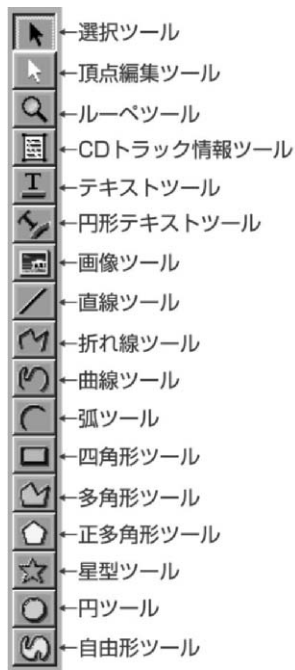 ←選択ツール
←頂点編集ツール
←ルーペツール
←CDトラック情報ツール
←テキストツール
←円形テキストツール
←画像ツール
←直線ツール
←折れ線ツール
←曲線ツール
←弧ツール
←四角形ツール
←多角形ツール
←正多角形ツール
←星型ツール
←円ツール
←自由形ツール